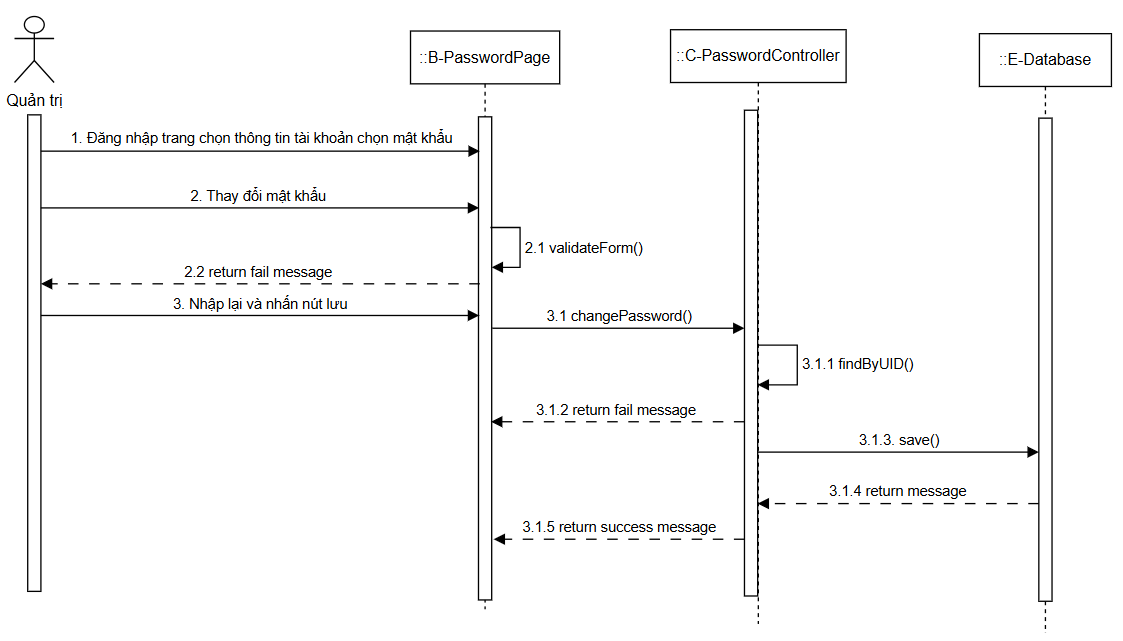 ::B-PasswordPage
::C-PasswordController
::E-Database
Quản trị
1. Đăng nhập trang chọn thông tin tài khoản chọn mật khẩu
2. Thay đổi mật khẩu
2.1 validateForm()
2.2 return fail message
3. Nhập lại và nhấn nút lưu
3.1 changePassword()
3.1.1 findByUID()
3.1.2 return fail message
3.1.3. save()
3.1.4 return message
3.1.5 return success message